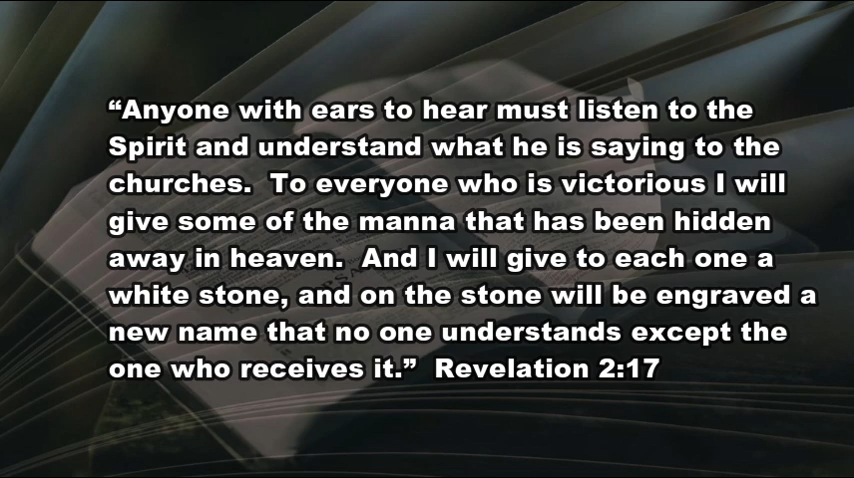 “Anyone with ears to hear must listen to the
Spirit and understand what he is saying to the
churches.  To everyone who is victorious I will
give some of the manna that has been hidden
away in heaven.  And I will give to each one a
white stone, and on the stone will be engraved a
new name that no one understands except the
one who receives it.”  Revelation 2:17